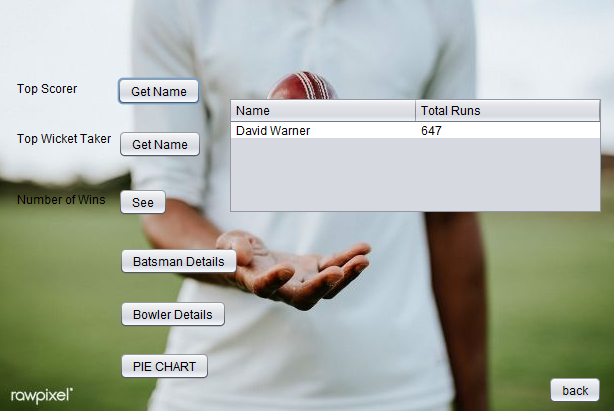 Top Scorer Get Name
Name Total Runs
David Warner 647
Top Wicket Taker Get Name
Number of Wins See
Batsman Details
Bowler Details
PIE CHART
back
rawpixel